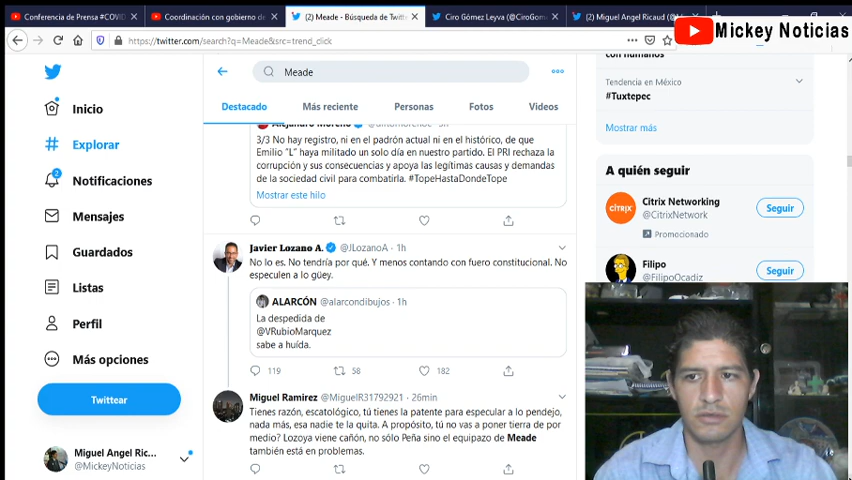 Conferencia de Prensa #COVID
Coordinación con gobierno de
(2) Meade - Búsqueda de Twitt
Ciro Gómez Leyva (@CiroGom
(2) Miguel Angel Ricaud (@M
Mickey Noticias
https://twitter.com/search?q=Meade&src=trend_click
Inicio
Explorar
2
Notificaciones
Mensajes
Guardados
Listas
Perfil
Más opciones
Twittear
Miguel Angel Ric...
@MickeyNoticias
Meade
Destacado
Más reciente
Personas
Fotos
Videos
Alejandro Moreno
3/3 No hay registro, ni en el padrón actual ni en el histórico, de que
Emilio "L" haya militado un solo día en nuestro partido. El PRI rechaza la
corrupción y sus consecuencias y apoya las legítimas causas y demandas
de la sociedad civil para combatirla. #TopeHastaDondeTope
Mostrar este hilo
Javier Lozano A. @JLozanoA · 1h
No lo es. No tendría por qué. Y menos contando con fuero constitucional. No
especulen a lo güey.
ALARCÓN @alarcondibujos · 1h
La despedida de
@VRubioMarquez
sabe a huída.
119
58
182
Miguel Ramirez @MiguelR31792921 · 26min
Tienes razón, escatológico, tú tienes la patente para especular a lo pendejo,
nada más, esa nadie te la quita. A propósito, tú no vas a poner tierra de por
medio? Lozoya viene cañón, no sólo Peña sino el equipazo de Meade
también está en problemas.
con humanos
Tendencia en México
#Tuxtepec
Mostrar más
A quién seguir
CITRIX
Citrix Networking
@CitrixNetwork
Promocionado
Seguir
Filipo
@FilipoOcadiz
Seguir